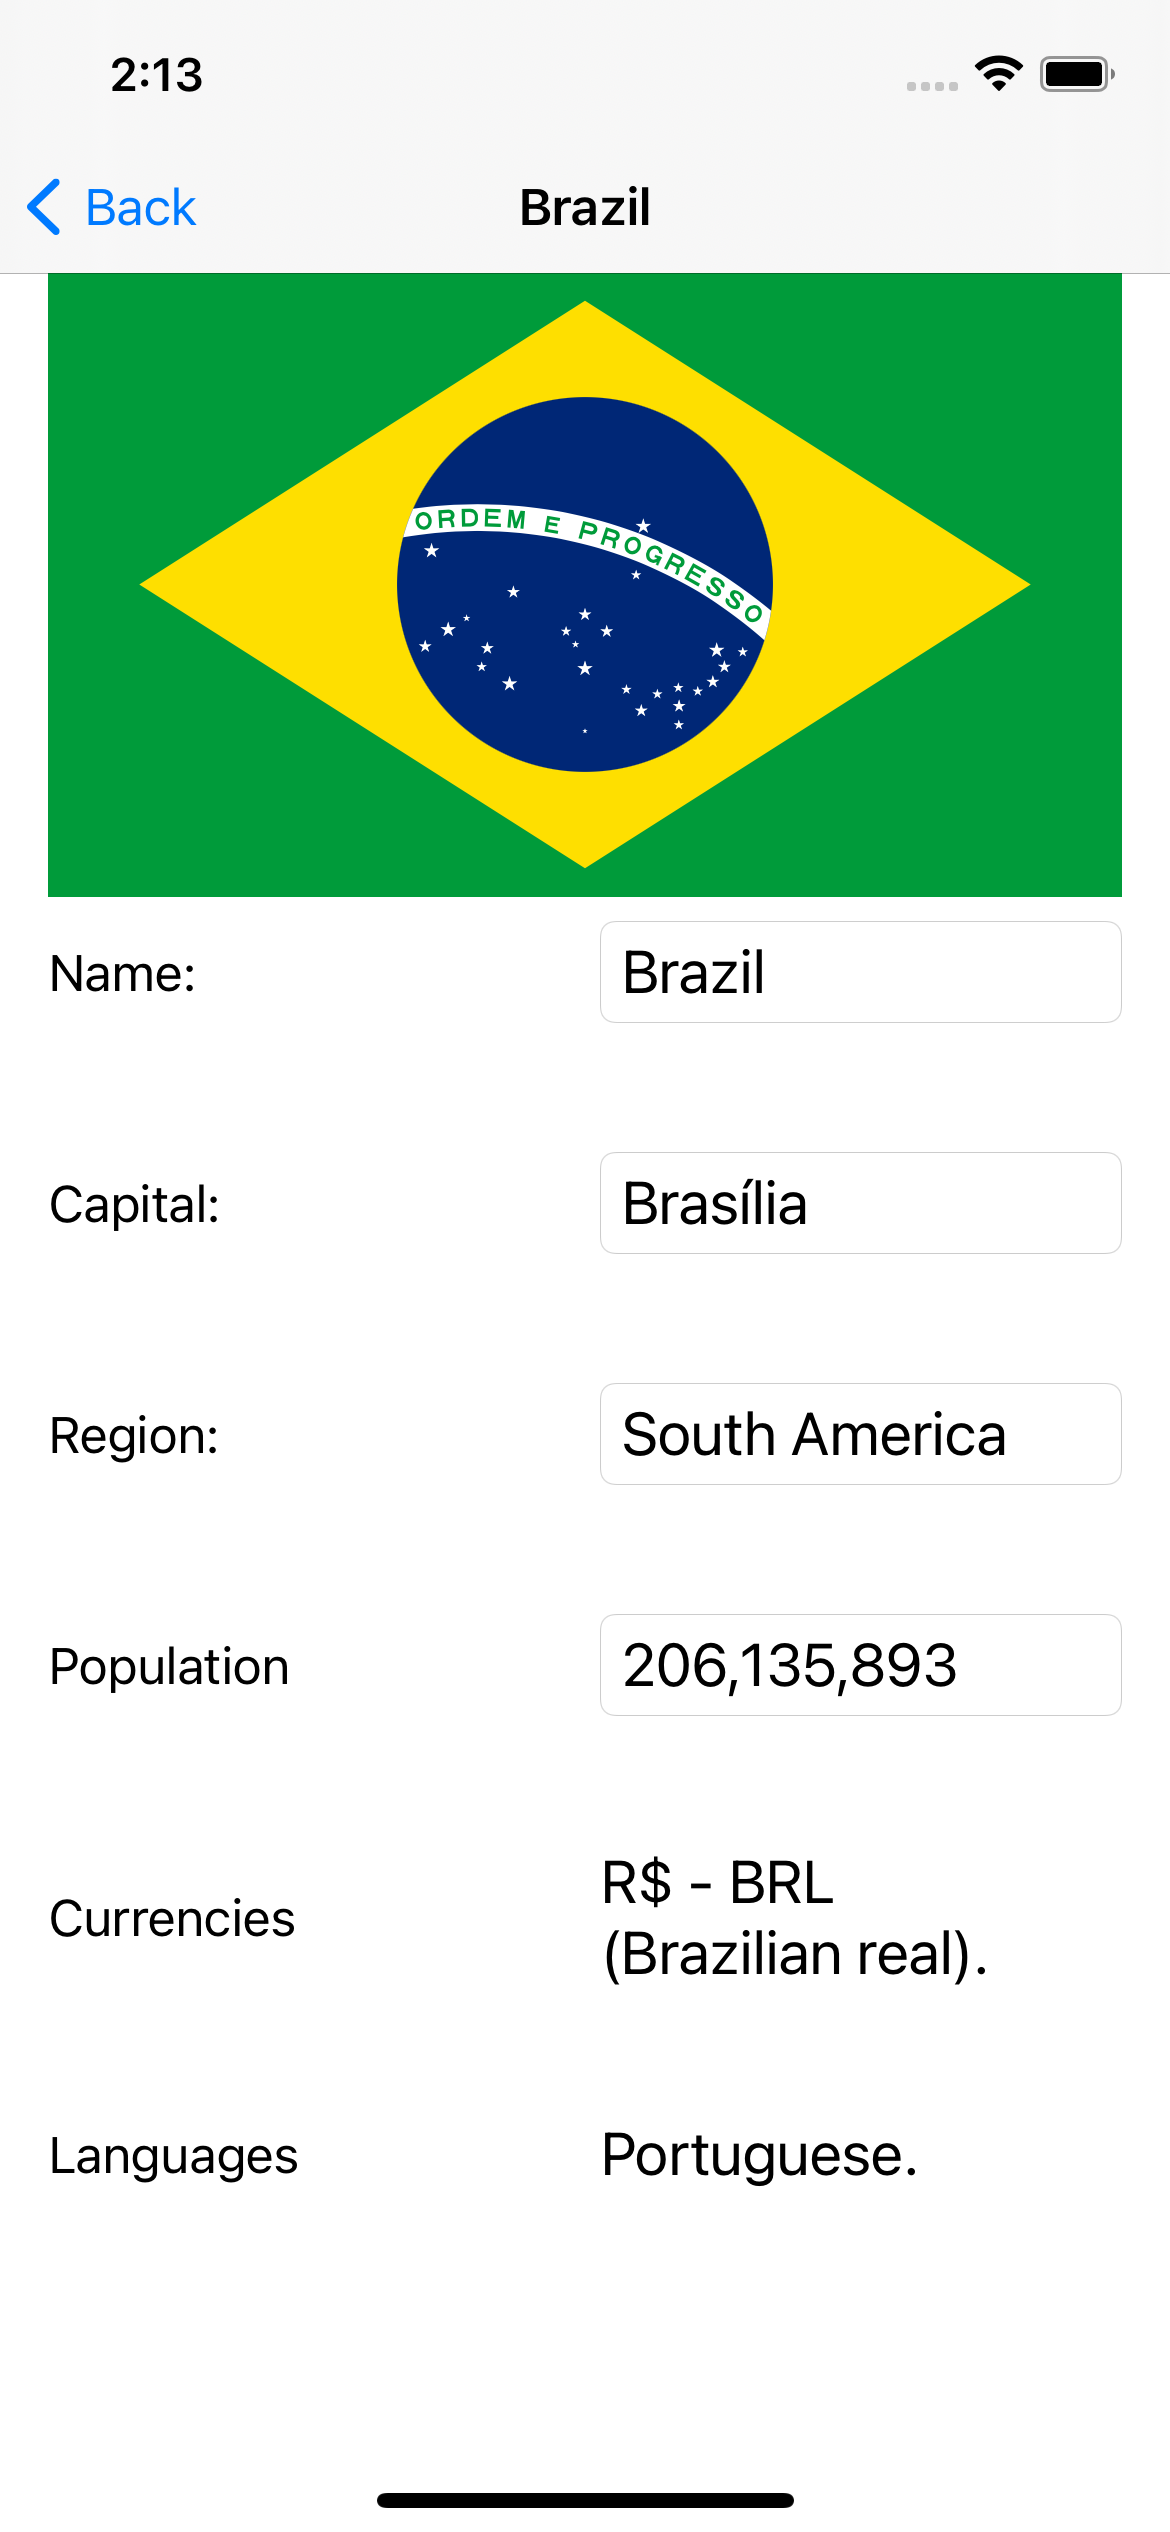 2:13
Back
Brazil
ORDEM E PROGRESSO
Name:
Brazil
Capital:
Brasília
Region:
South America
Population
206,135,893
Currencies
R$ - BRL
(Brazilian real).
Languages
Portuguese.